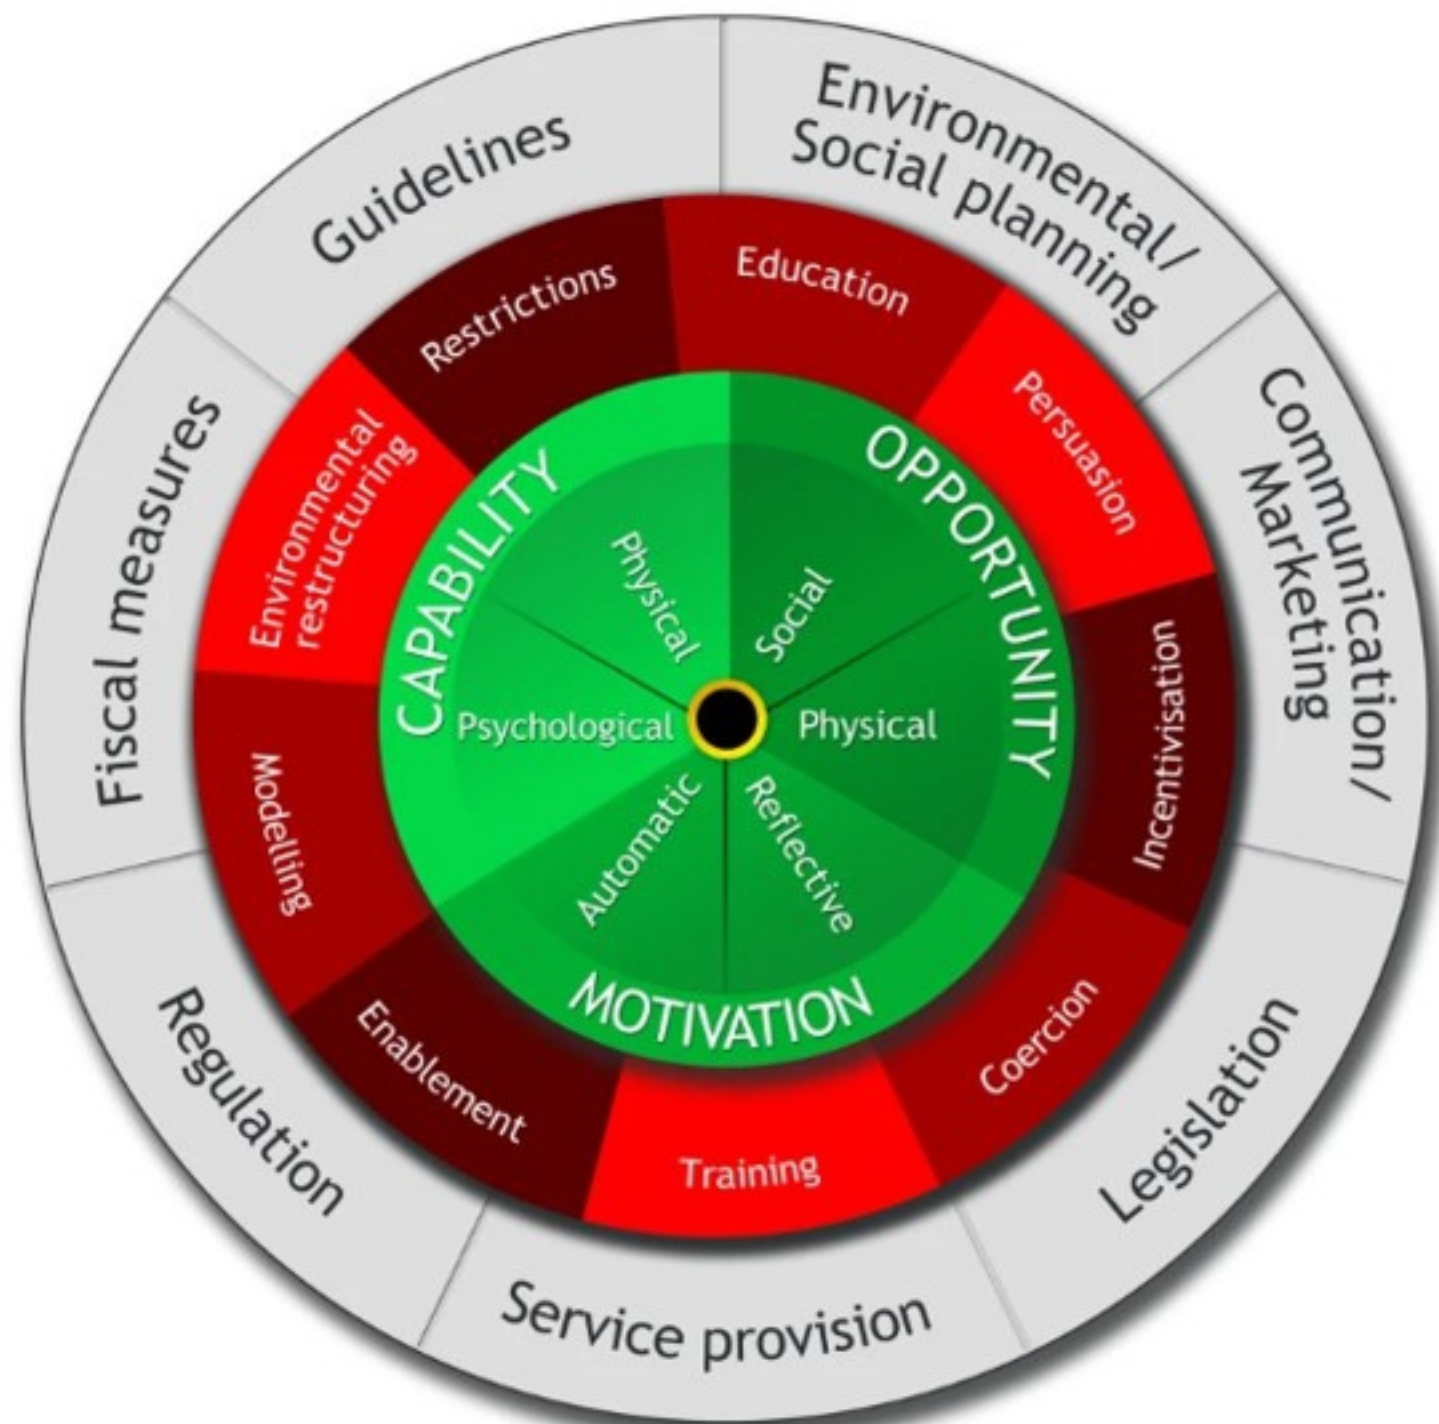 Environmental/
Social planning
Communication/
Marketing
Legislation
Service provision
Regulation
Fiscal measures
Guidelines
Education
Persuasion
Incentivisation
Coercion
Training
Enablement
Modelling
Environmental
restructuring
Restrictions
CAPABILITY
OPPORTUNITY
MOTIVATION
Physical
Psychological
Social
Physical
Automatic
Reflective